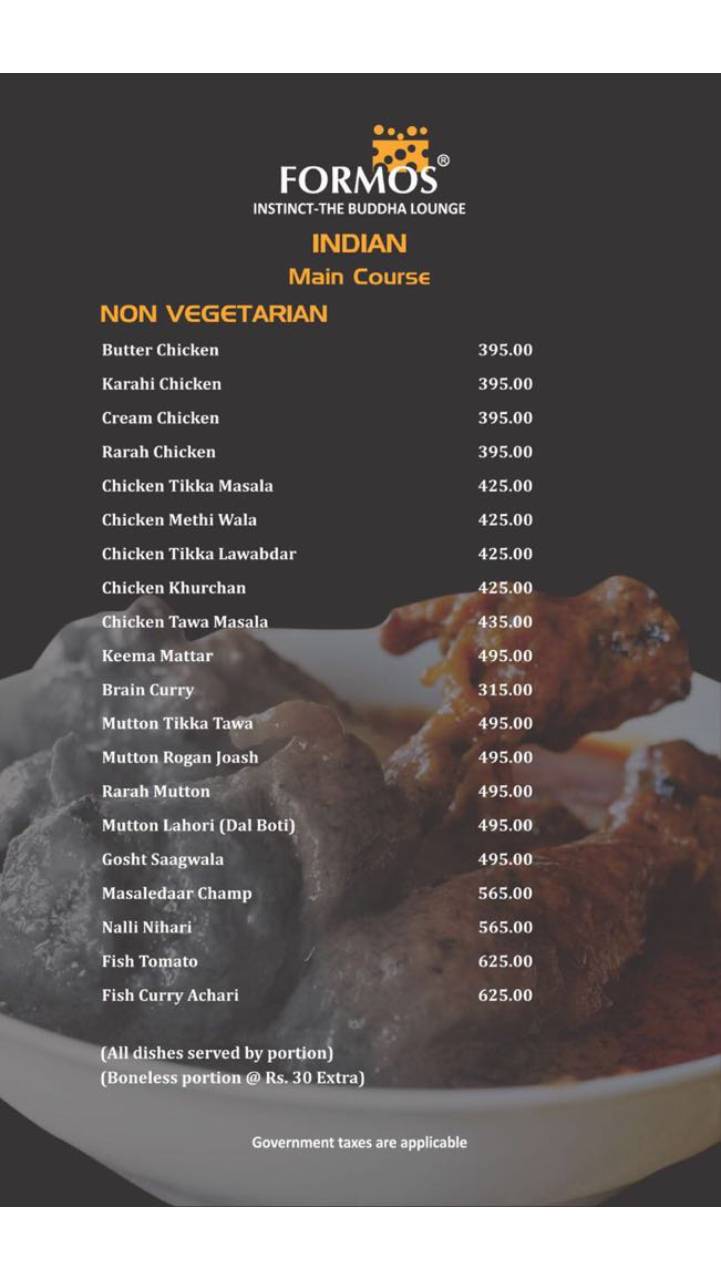 FORMOS®
INSTINCT-THE BUDDHA LOUNGE
INDIAN
Main Course
NON VEGETARIAN
Butter Chicken 395.00
Karahi Chicken 395.00
Cream Chicken 395.00
Rarah Chicken 395.00
Chicken Tikka Masala 425.00
Chicken Methi Wala 425.00
Chicken Tikka Lawabdar 425.00
Chicken Khurchan 425.00
Chicken Tawa Masala 435.00
Keema Mattar 495.00
Brain Curry 315.00
Mutton Tikka Tawa 495.00
Mutton Rogan Joash 495.00
Rarah Mutton 495.00
Mutton Lahori (Dal Boti) 495.00
Gosht Saagwala 495.00
Masaledaar Champ 565.00
Nalli Nihari 565.00
Fish Tomato 625.00
Fish Curry Achari 625.00
(All dishes served by portion)
(Boneless portion @ Rs. 30 Extra)
Government taxes are applicable